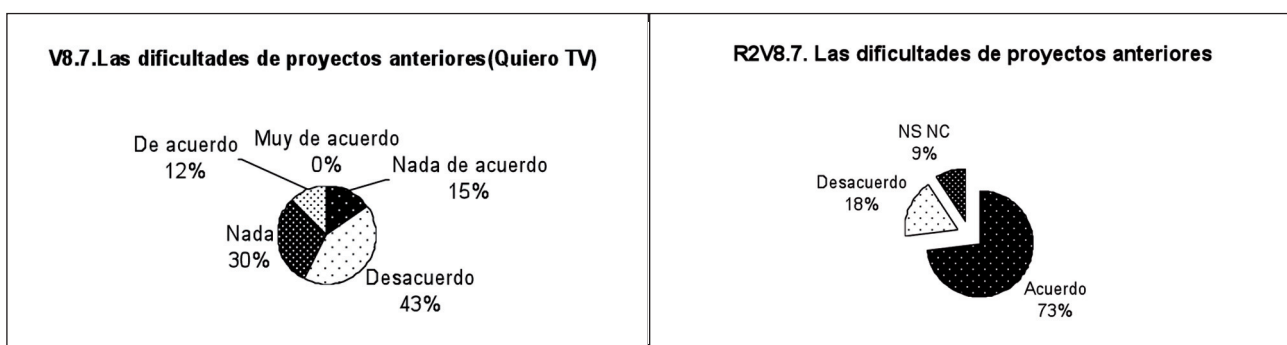 V8.7.Las dificultades de proyectos anteriores(Quiero TV)
De acuerdo
12%
Muy de acuerdo
0%
Nada de acuerdo
15%
Nada
30%
Desacuerdo
43%
R2V8.7. Las dificultades de proyectos anteriores
NS NC
9%
Desacuerdo
18%
Acuerdo
73%